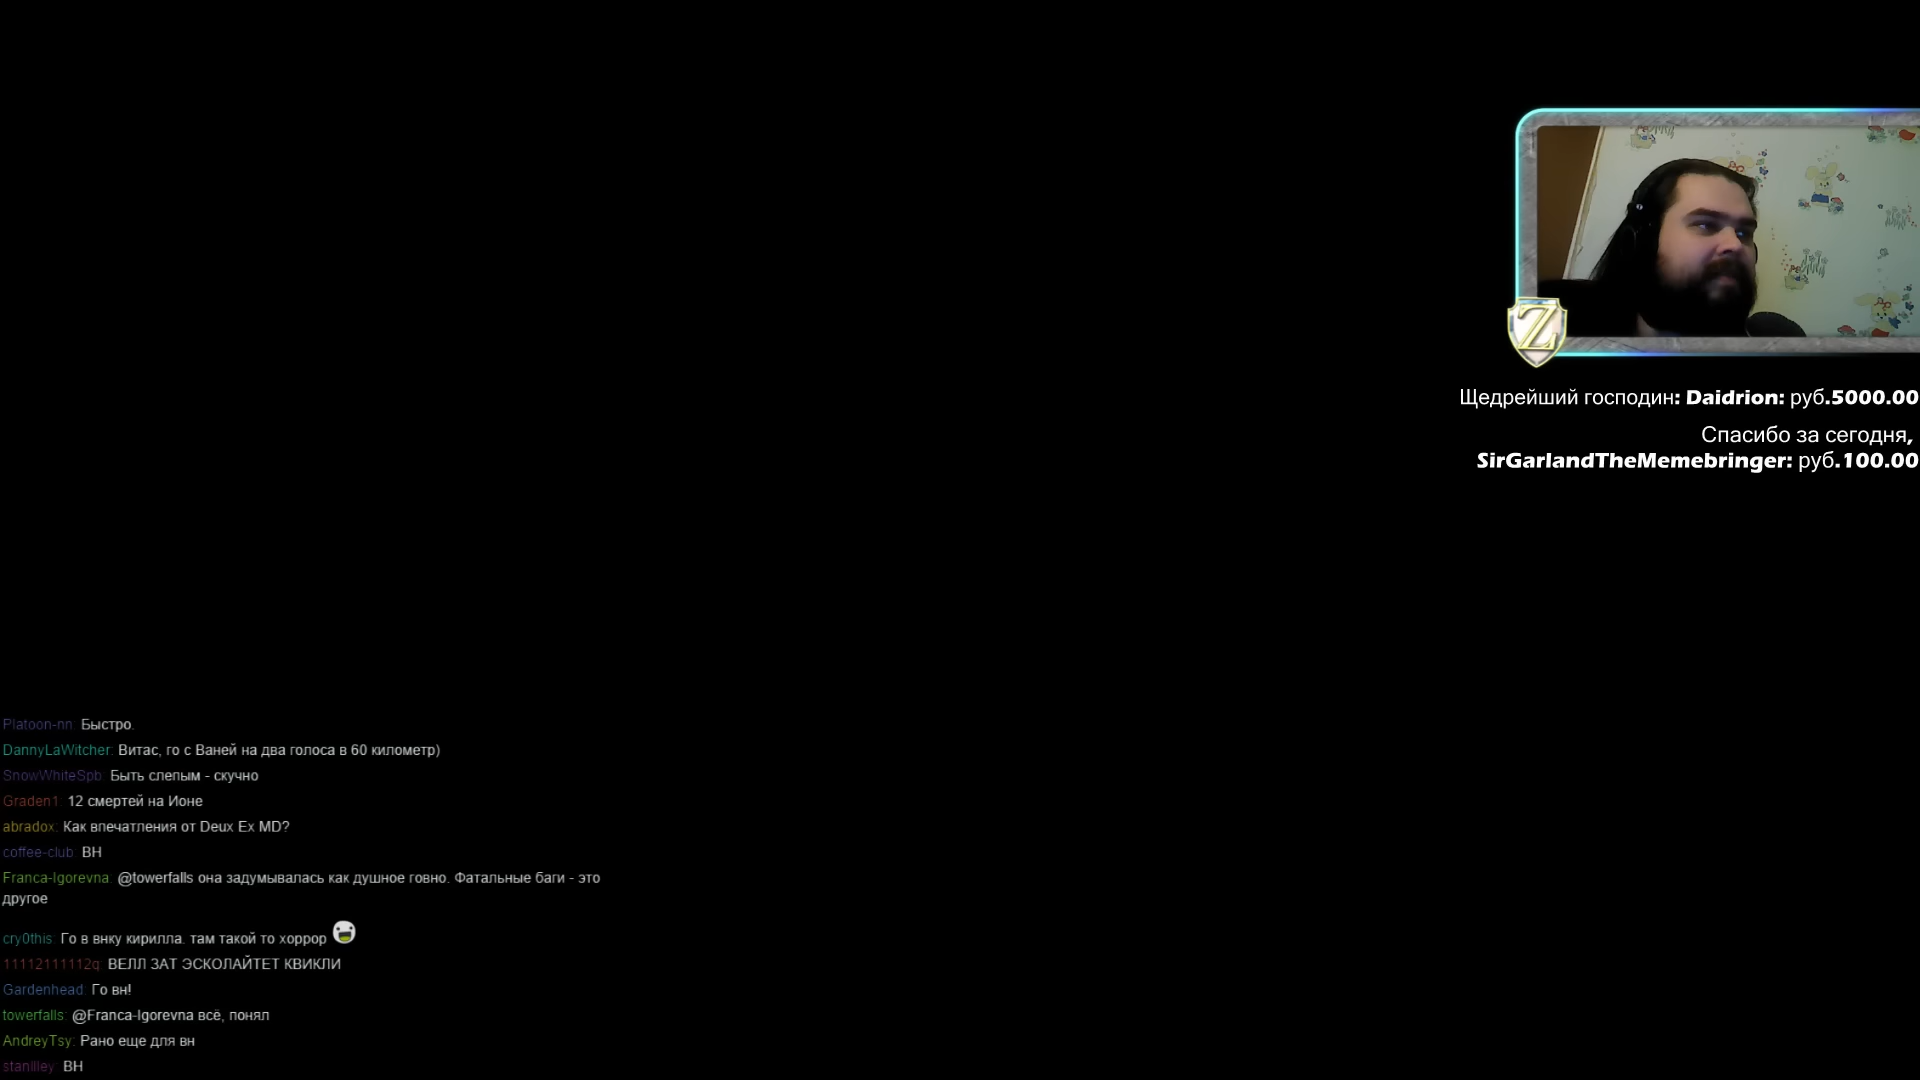 Z
Щедрейший господин: Daidrion: руб.5000.00
Спасибо за сегодня,
SirGarlandTheMemebringer: руб.100.00
Platoon-nn: Быстро.
DannyLaWitcher: Витас, го с Ваней на два голоса в 60 километр)
SnowWhiteSpb: Быть слепым - скучно
Graden1: 12 смертей на Ионе
abradox: Как впечатления от Deux Ex MD?
coffee-club: ВН
Franca-Igorevna: @towerfalls она задумывалась как душное говно. Фатальные баги - это
другое
cry0this: Го в внку кирилла. там такой то хоррор
11112111112q: ВЕЛЛ ЗАТ ЭСКОЛАЙТЕТ КВИКЛИ
Gardenhead: Го вн!
towerfalls: @Franca-Igorevna всё, понял
AndreyTsy: Рано еще для вн
stanllley: ВН